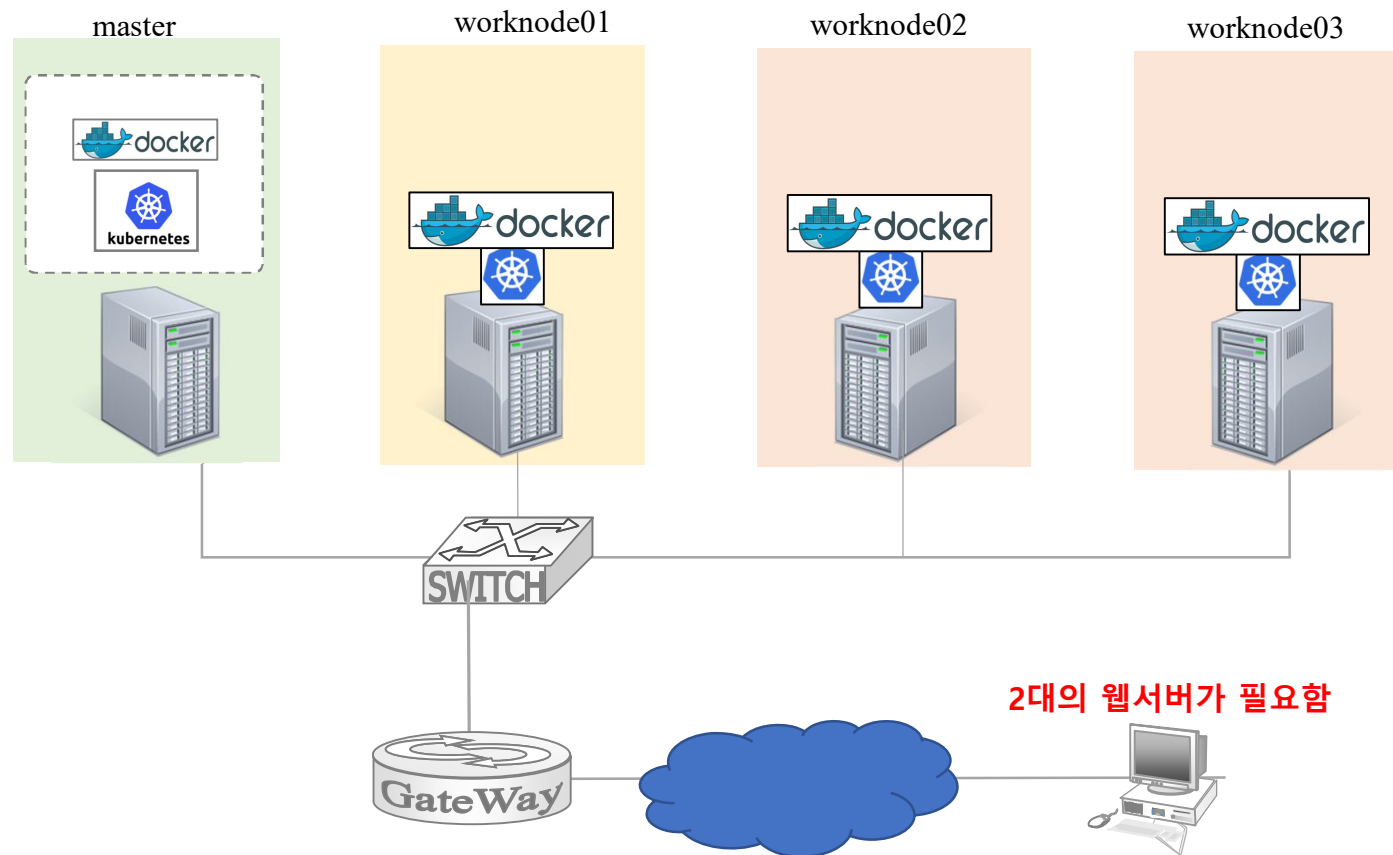 master
worknode01
worknode02
worknode03
docker
kubernetes
docker
docker
docker
SWITCH
2대의 웹서버가 필요함
GateWay